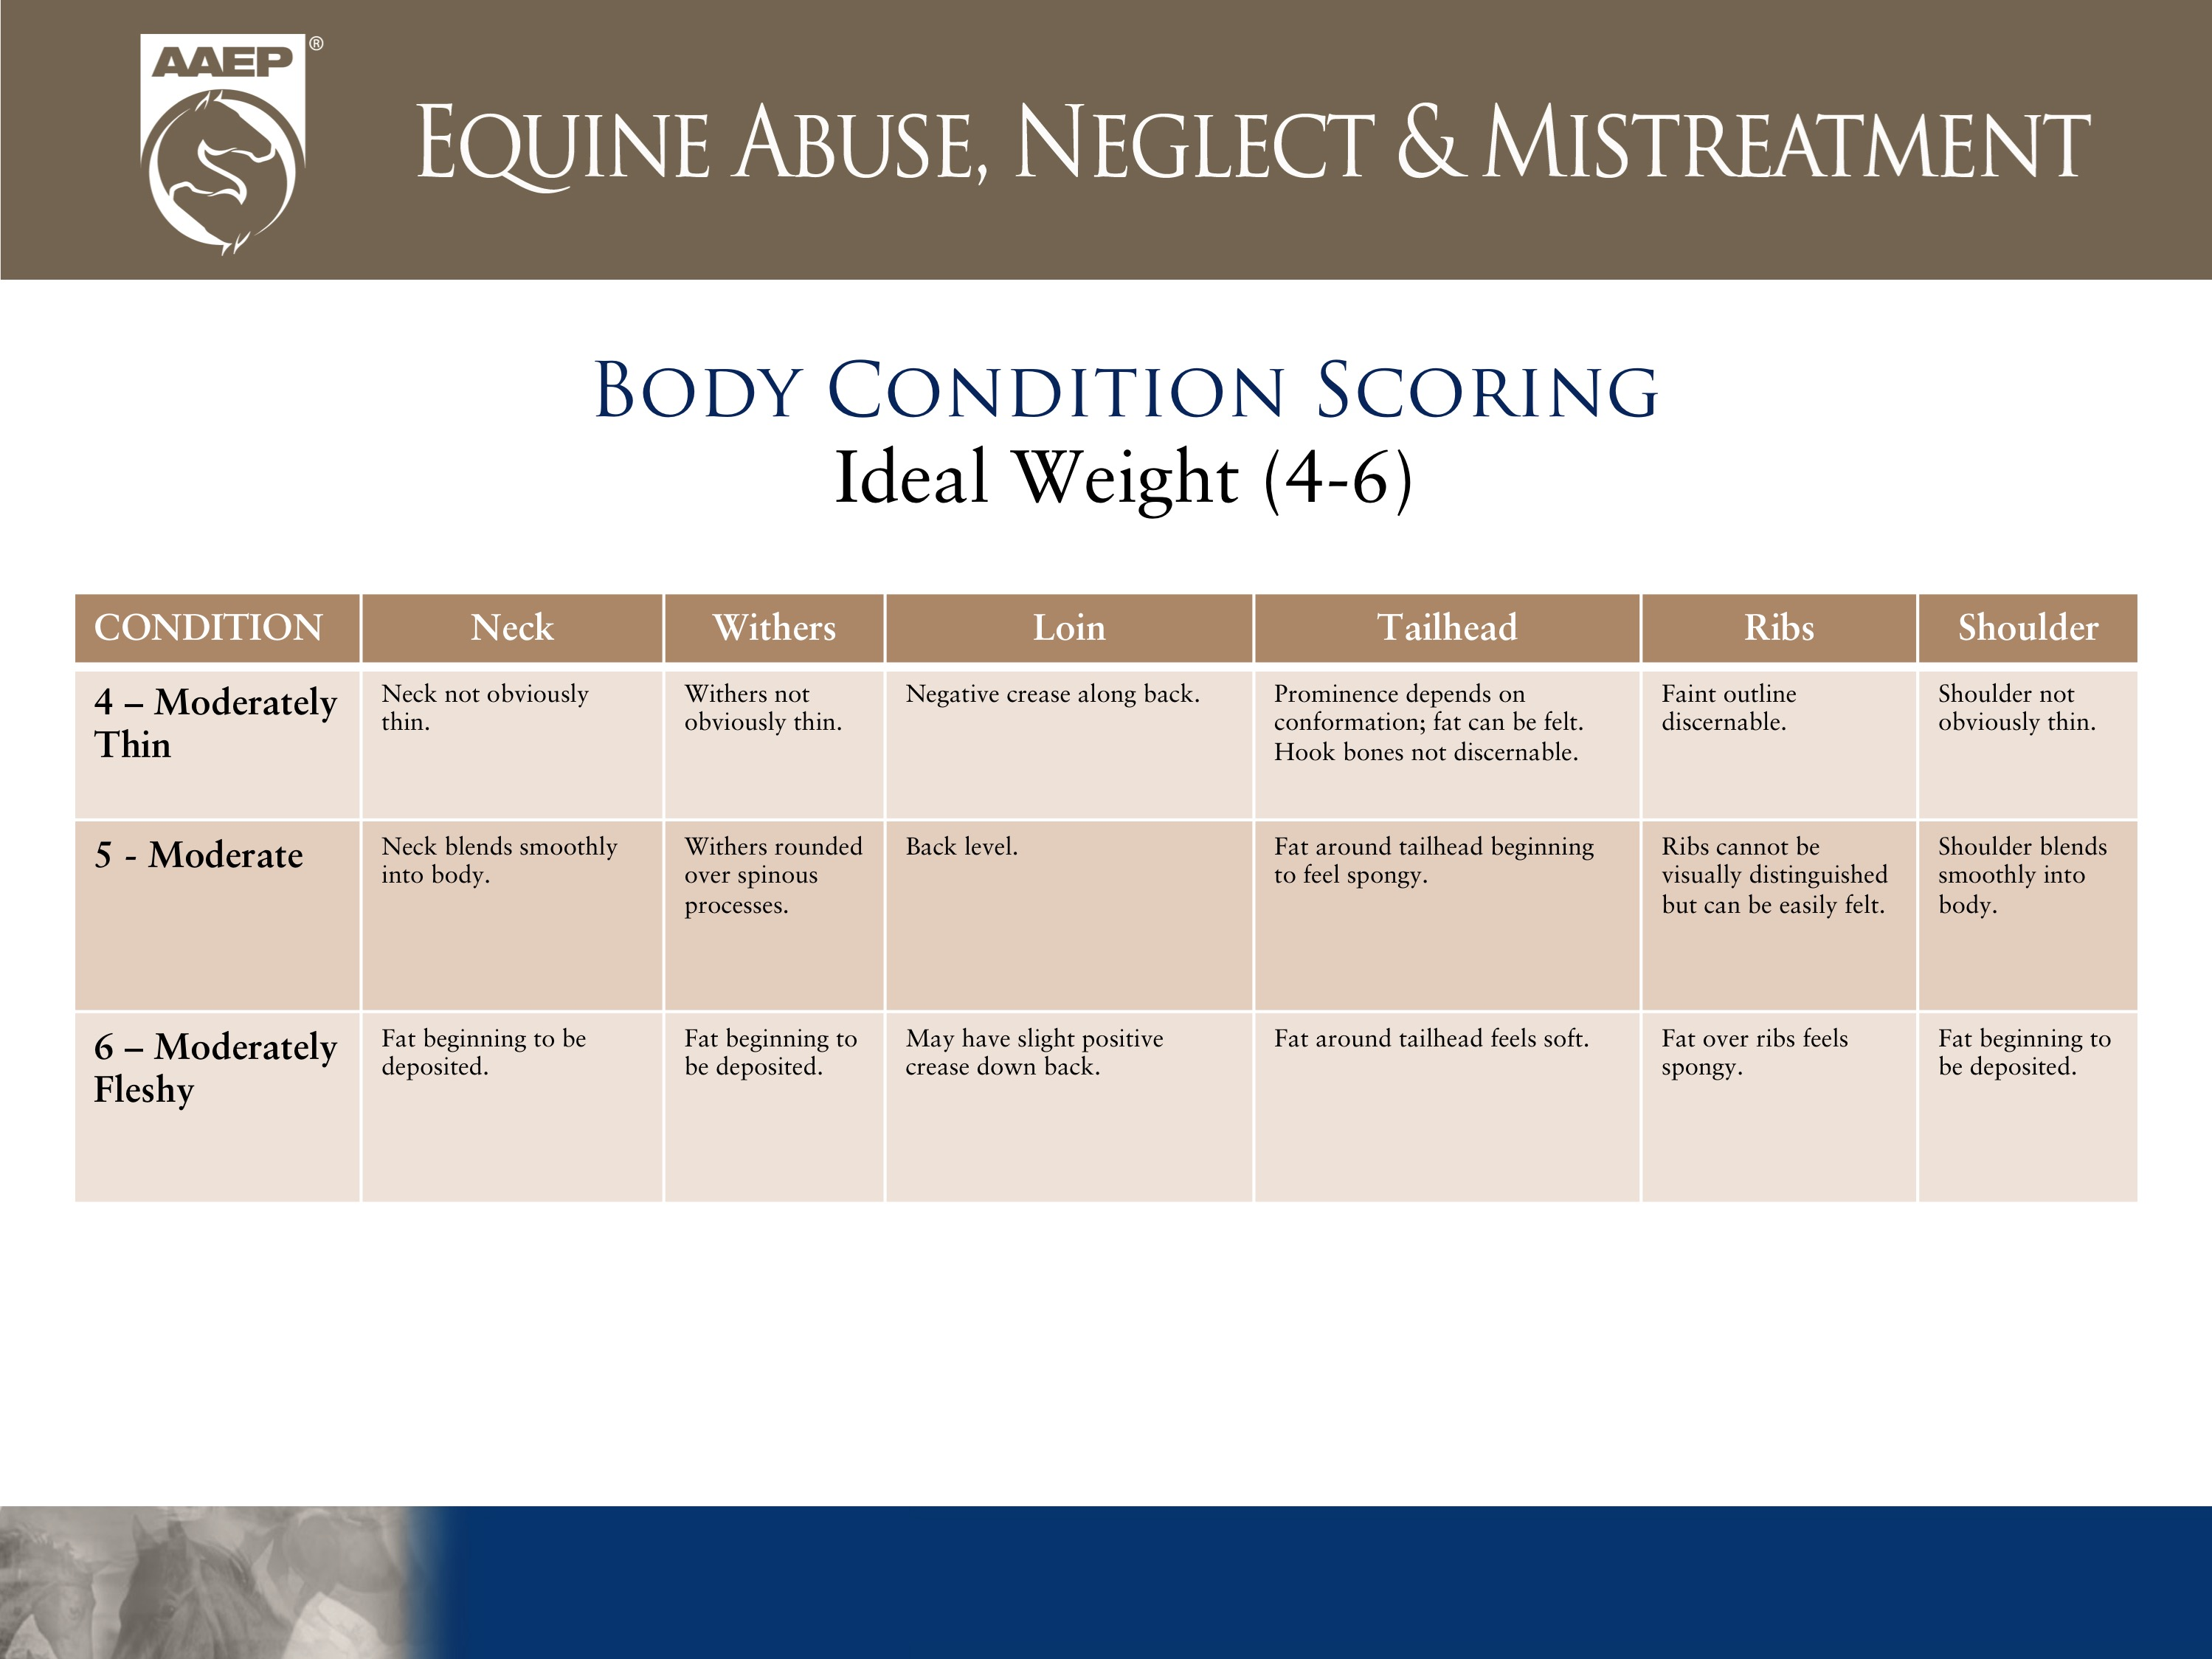 AAEP ®
EQUINE ABUSE, NEGLECT & MISTREATMENT
BODY CONDITION SCORING
Ideal Weight (4-6)
CONDITION Neck Withers Loin Tailhead Ribs Shoulder
4 – Moderately
Thin
Neck not obviously
thin.
Withers not
obviously thin.
Negative crease along back.
Prominence depends on
conformation; fat can be felt.
Hook bones not discernable.
Faint outline
discernable.
Shoulder not
obviously thin.
5 - Moderate
Neck blends smoothly
into body.
Withers rounded
over spinous
processes.
Back level.
Fat around tailhead beginning
to feel spongy.
Ribs cannot be
visually distinguished
but can be easily felt.
Shoulder blends
smoothly into
body.
6 – Moderately
Fleshy
Fat beginning to be
deposited.
Fat beginning to
be deposited.
May have slight positive
crease down back.
Fat around tailhead feels soft.
Fat over ribs feels
spongy.
Fat beginning to
be deposited.